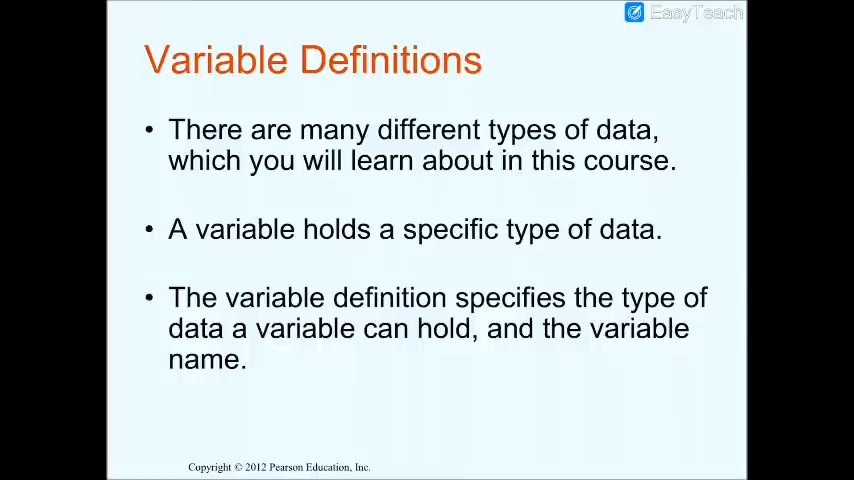 EasyTeach
Variable Definitions
• There are many different types of data,
which you will learn about in this course.
• A variable holds a specific type of data.
• The variable definition specifies the type of
data a variable can hold, and the variable
name.
Copyright © 2012 Pearson Education, Inc.